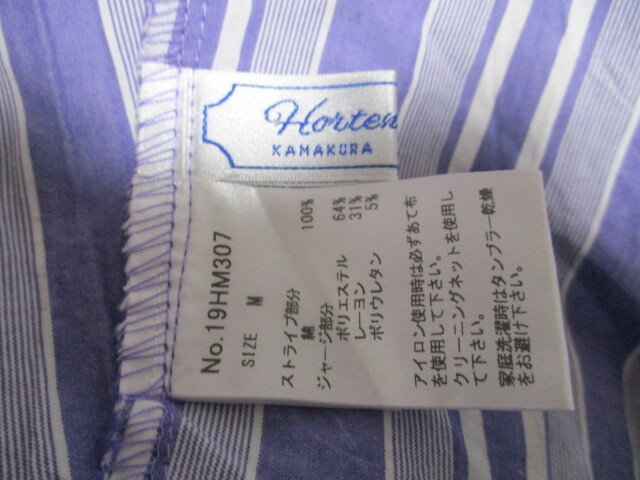 Horten
KAMAKURA
No.19HM307
SIZE M
ストライプ部分
綿 100%
ジャージ部分
ポリエステル 64%
レーヨン 31%
ポリウレタン 5%
アイロン使用時は必ずあて布
を使用して下さい。
クリーニングネットを使用し
て下さい。
家庭洗濯時はタンブラー乾燥
をお避け下さい。